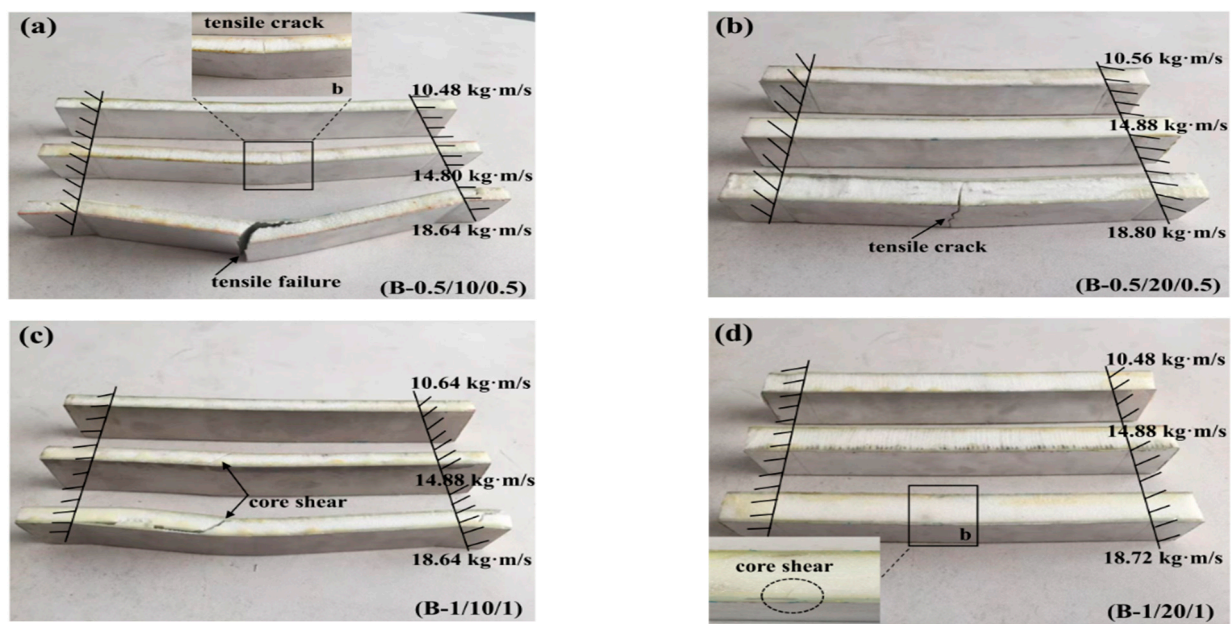 (a)
tensile crack
b
10.48 kg·m/s
14.80 kg·m/s
18.64 kg·m/s
tensile failure
(B-0.5/10/0.5)
(b)
10.56 kg·m/s
14.88 kg·m/s
18.80 kg·m/s
tensile crack
(B-0.5/20/0.5)
(c)
10.64 kg·m/s
14.88 kg·m/s
core shear
18.64 kg·m/s
(B-1/10/1)
(d)
10.48 kg·m/s
14.88 kg·m/s
b
18.72 kg·m/s
core shear
(B-1/20/1)